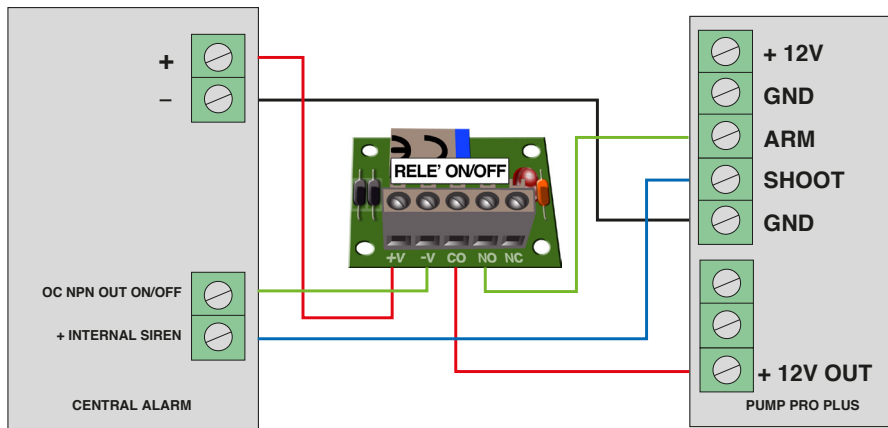 +
–
OC NPN OUT ON/OFF
+ INTERNAL SIREN
CENTRAL ALARM
RELE' ON/OFF
+V -V CO NO NC
+ 12V
GND
ARM
SHOOT
GND
+ 12V OUT
PUMP PRO PLUS